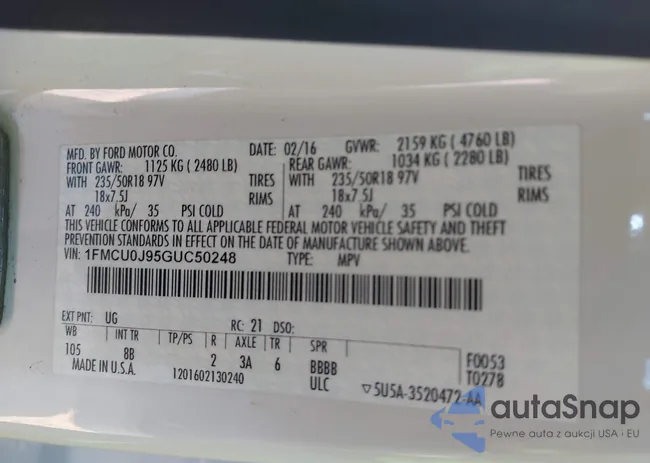 MFD. BY FORD MOTOR CO. DATE: 02/16 GVWR: 2159 KG ( 4760 LB)
FRONT GAWR: 1125 KG ( 2480 LB) REAR GAWR: 1034 KG ( 2280 LB)
WITH 235/50R18 97V TIRES WITH 235/50R18 97V TIRES
18x7.5J RIMS 18x7.5J RIMS
AT 240 kPa/ 35 PSI COLD AT 240 kPa/ 35 PSI COLD
THIS VEHICLE CONFORMS TO ALL APPLICABLE FEDERAL MOTOR VEHICLE SAFETY AND THEFT
PREVENTION STANDARDS IN EFFECT ON THE DATE OF MANUFACTURE SHOWN ABOVE.
VIN: 1FMCU0J95GUC50248 TYPE: MPV
EXT PNT: UG RC: 21 DSO:
WB INT TR TP/PS R AXLE TR SPR
105 8B 2 3A 6 BBBB F0053
MADE IN U.S.A. 1201602130240 ULC T0278
▽5U5A-3520472-AA
autaSnap
Pewne auta z aukcji USA · EU